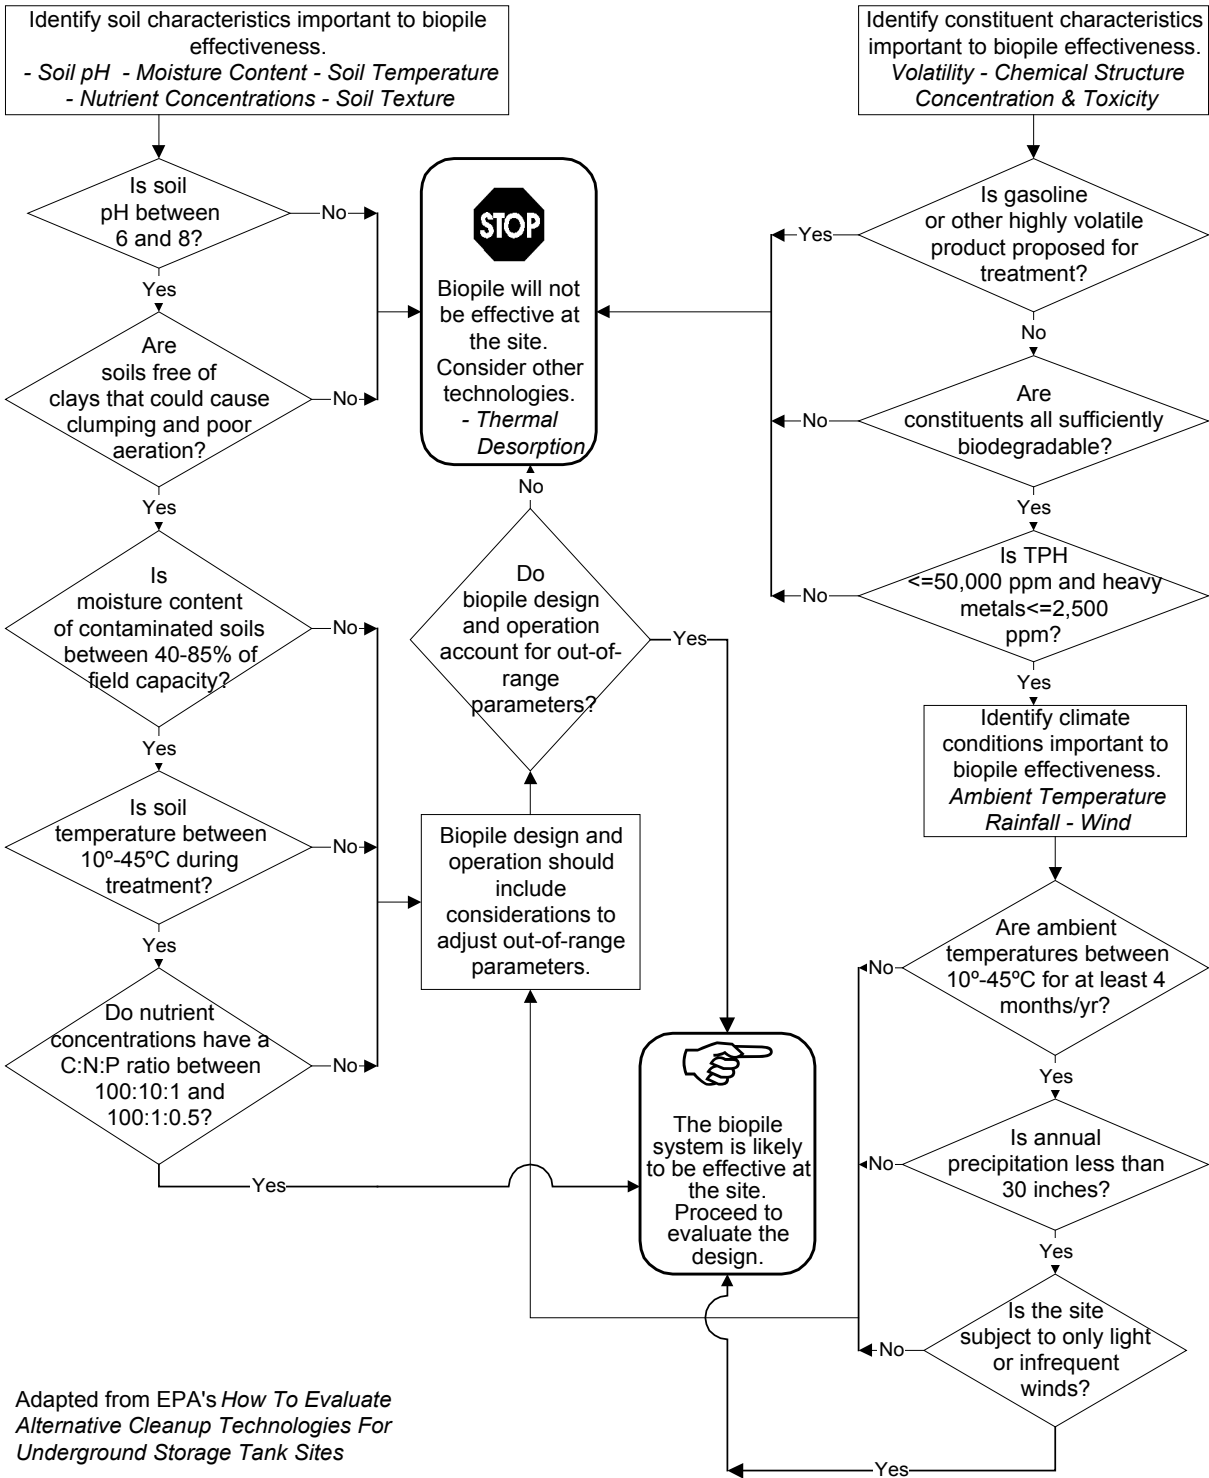 Identify soil characteristics important to biopile
effectiveness.
- Soil pH - Moisture Content - Soil Temperature
- Nutrient Concentrations - Soil Texture
Is soil
pH between
6 and 8?
No
Yes
Are
soils free of
clays that could cause
clumping and poor
aeration?
No
Yes
Is
moisture content
of contaminated soils
between 40-85% of
field capacity?
No
Yes
Is soil
temperature between
10º-45ºC during
treatment?
No
Yes
Do nutrient
concentrations have a
C:N:P ratio between
100:10:1 and
100:1:0.5?
No
Yes
STOP
Biopile will not
be effective at
the site.
Consider other
technologies.
- Thermal
Desorption
No
Do
biopile design
and operation
account for out-of-
range
parameters?
Yes
Biopile design and
operation should
include
considerations to
adjust out-of-range
parameters.
The biopile
system is likely
to be effective at
the site.
Proceed to
evaluate the
design.
Identify constituent characteristics
important to biopile effectiveness.
Volatility - Chemical Structure
Concentration & Toxicity
Is gasoline
or other highly volatile
product proposed for
treatment?
Yes
No
Are
constituents all sufficiently
biodegradable?
No
Yes
Is TPH
<=50,000 ppm and heavy
metals<=2,500
ppm?
No
Yes
Identify climate
conditions important to
biopile effectiveness.
Ambient Temperature
Rainfall - Wind
Are ambient
temperatures between
10º-45ºC for at least 4
months/yr?
No
Yes
Is annual
precipitation less than
30 inches?
No
Yes
Is the site
subject to only light
or infrequent
winds?
No
Yes
Adapted from EPA's How To Evaluate
Alternative Cleanup Technologies For
Underground Storage Tank Sites